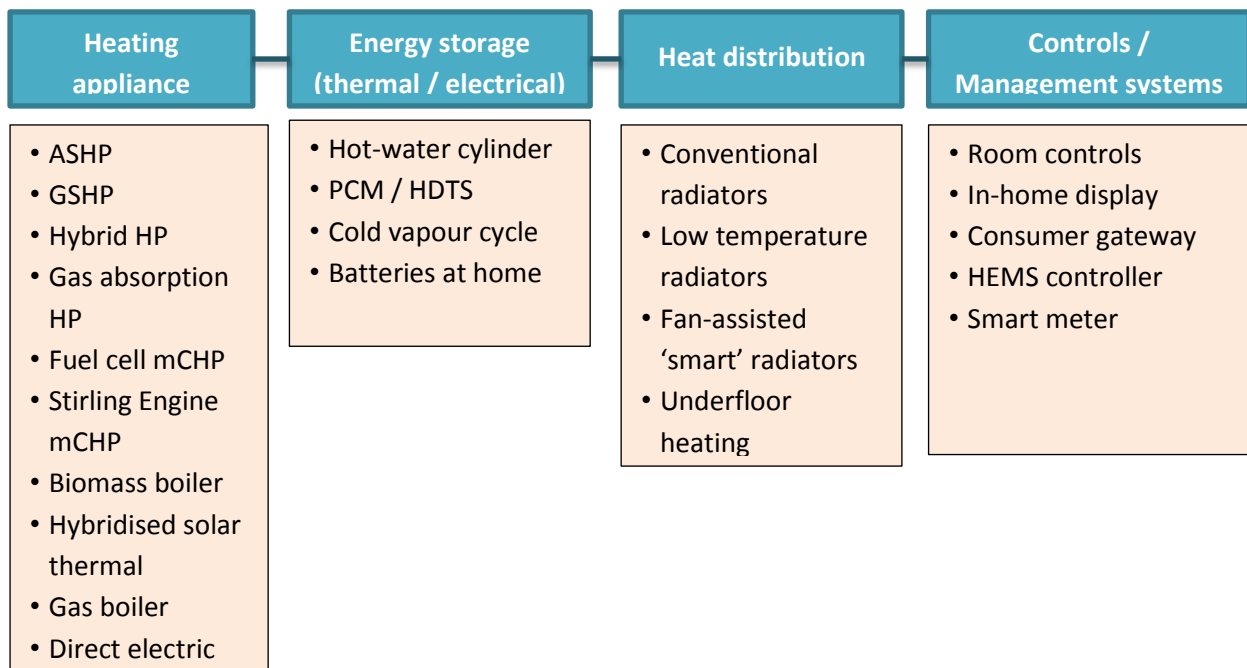 Heating
appliance
Energy storage
(thermal / electrical)
Heat distribution
Controls /
Management systems
• ASHP
• GSHP
• Hybrid HP
• Gas absorption
HP
• Fuel cell mCHP
• Stirling Engine
mCHP
• Biomass boiler
• Hybridised solar
thermal
• Gas boiler
• Direct electric
• Hot-water cylinder
• PCM / HDTS
• Cold vapour cycle
• Batteries at home
• Conventional
radiators
• Low temperature
radiators
• Fan-assisted
‘smart’ radiators
• Underfloor
heating
• Room controls
• In-home display
• Consumer gateway
• HEMS controller
• Smart meter